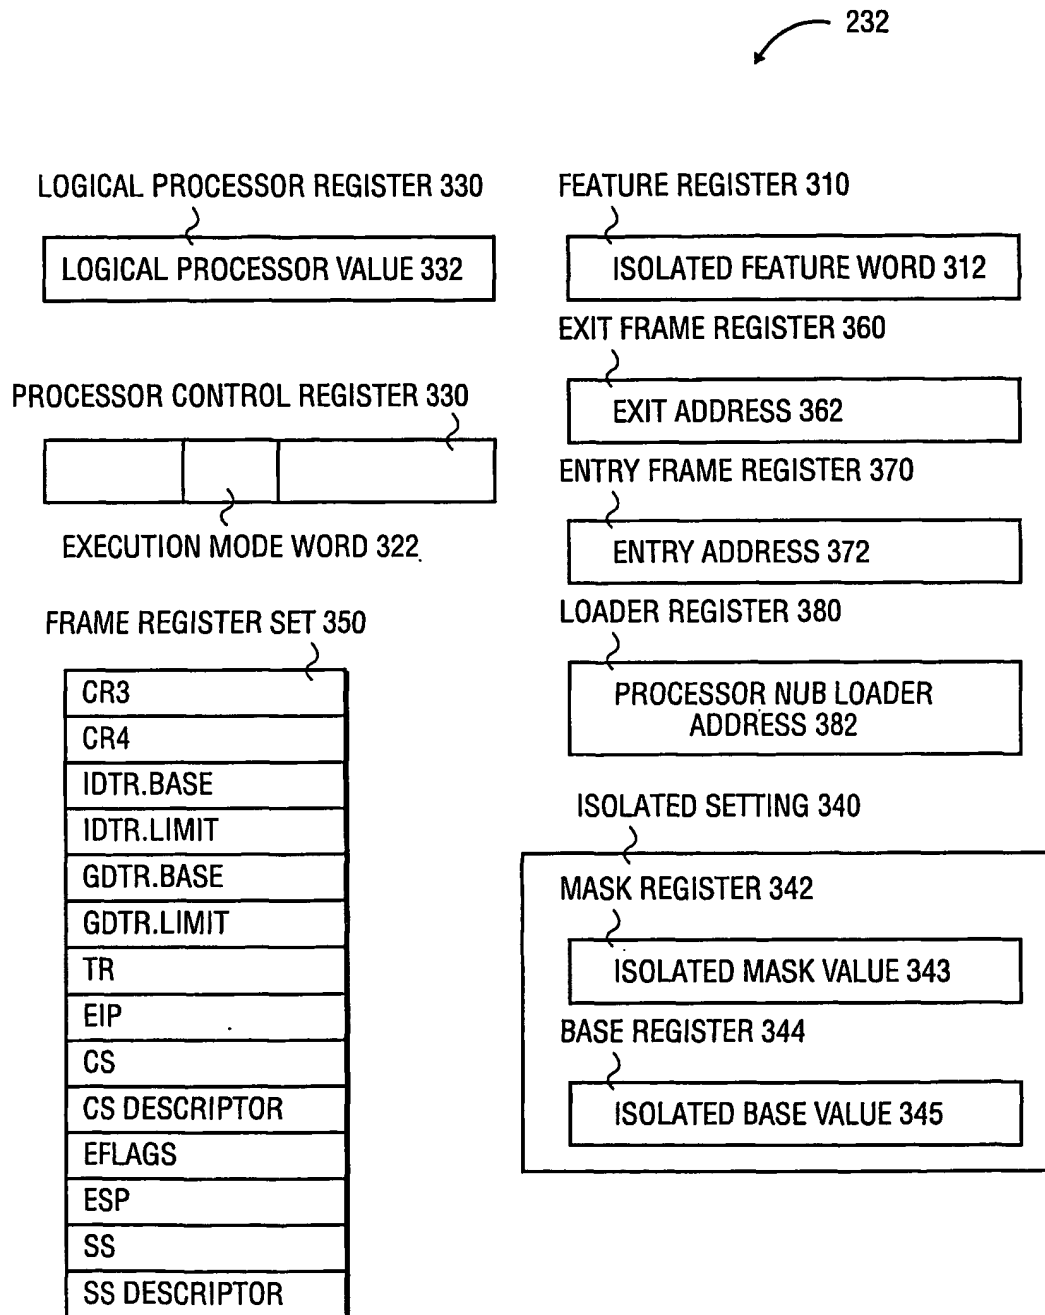 232
LOGICAL PROCESSOR REGISTER 330
LOGICAL PROCESSOR VALUE 332
PROCESSOR CONTROL REGISTER 330
EXECUTION MODE WORD 322
FRAME REGISTER SET 350
CR3
CR4
IDTR.BASE
IDTR.LIMIT
GDTR.BASE
GDTR.LIMIT
TR
EIP
CS
CS DESCRIPTOR
EFLAGS
ESP
SS
SS DESCRIPTOR
FEATURE REGISTER 310
ISOLATED FEATURE WORD 312
EXIT FRAME REGISTER 360
EXIT ADDRESS 362
ENTRY FRAME REGISTER 370
ENTRY ADDRESS 372
LOADER REGISTER 380
PROCESSOR NUB LOADER
ADDRESS 382
ISOLATED SETTING 340
MASK REGISTER 342
ISOLATED MASK VALUE 343
BASE REGISTER 344
ISOLATED BASE VALUE 345